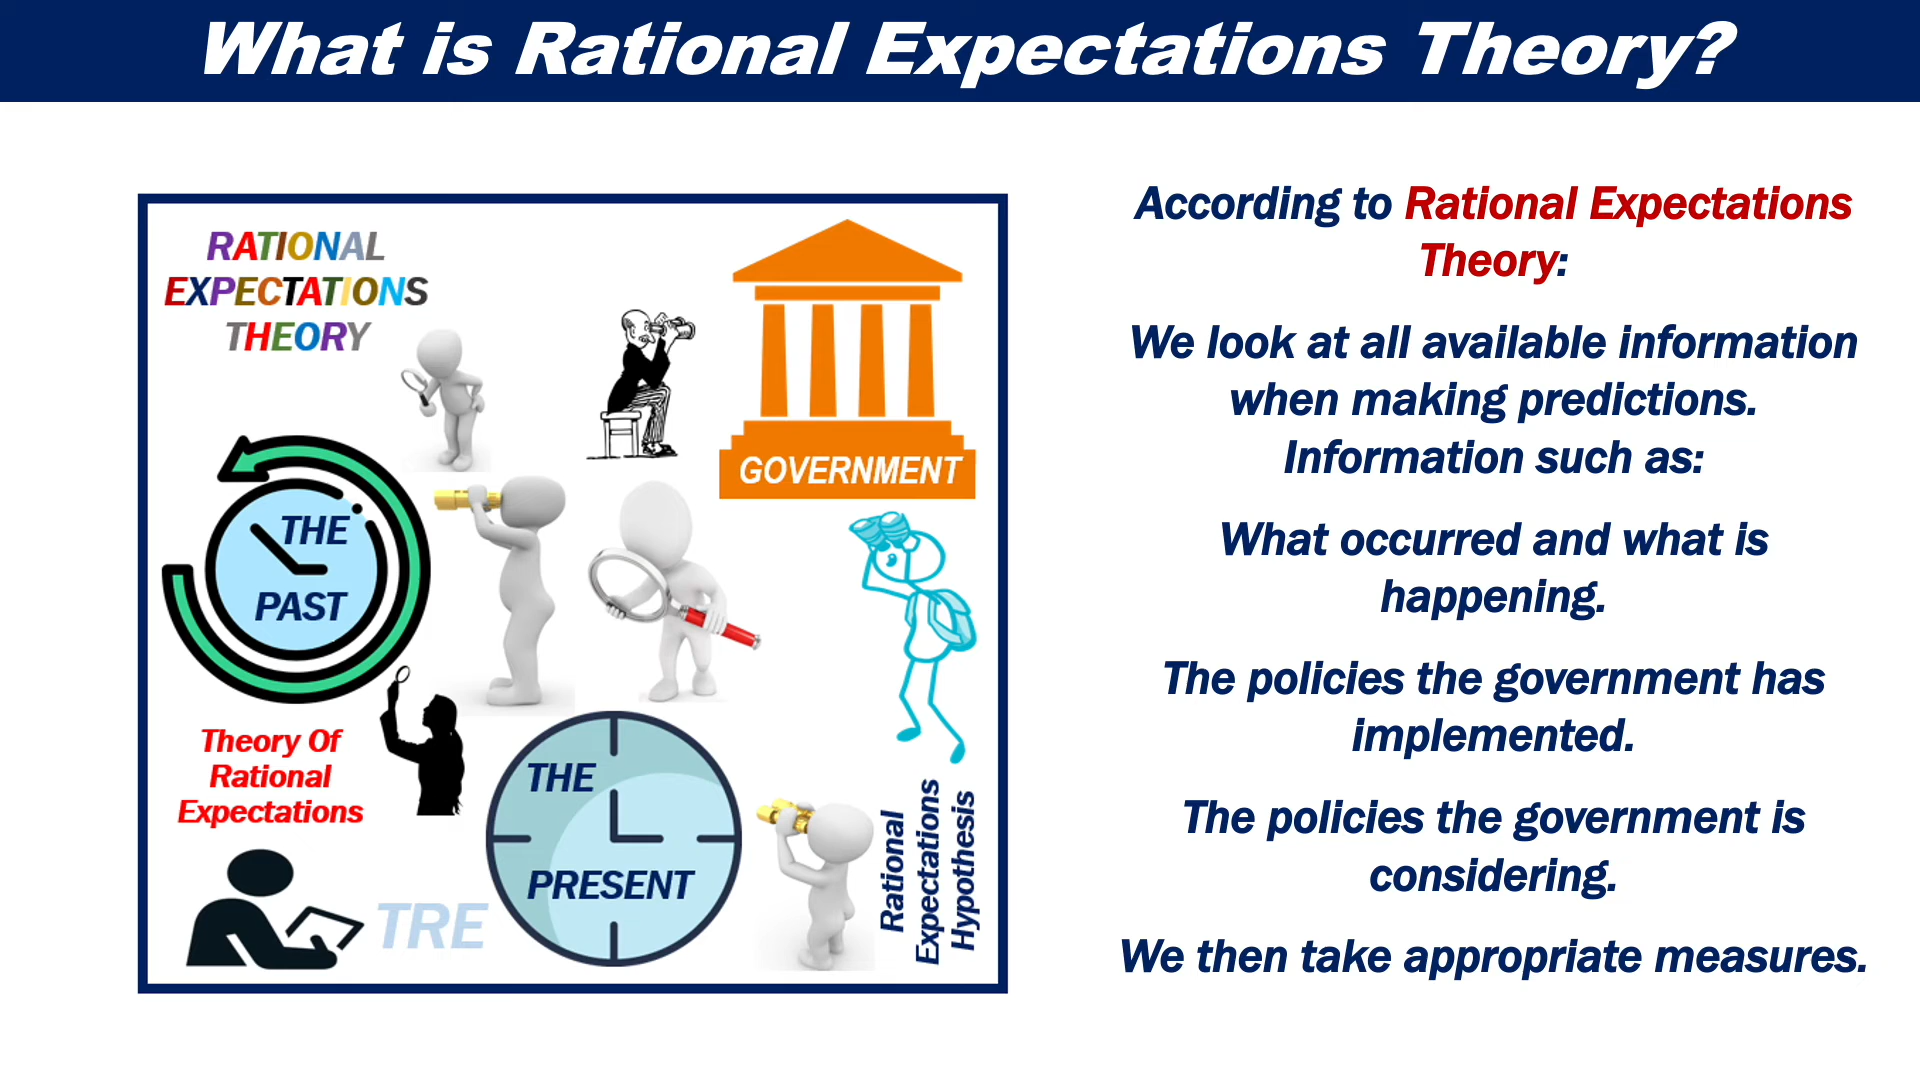 What is Rational Expectations Theory?
RATIONAL
EXPECTATIONS
THEORY
GOVERNMENT
THE
PAST
Theory Of
Rational
Expectations
THE
PRESENT
TRE
Rational
Expectations
Hypothesis
According to Rational Expectations
Theory:
We look at all available information
when making predictions.
Information such as:
What occurred and what is
happening.
The policies the government has
implemented.
The policies the government is
considering.
We then take appropriate measures.